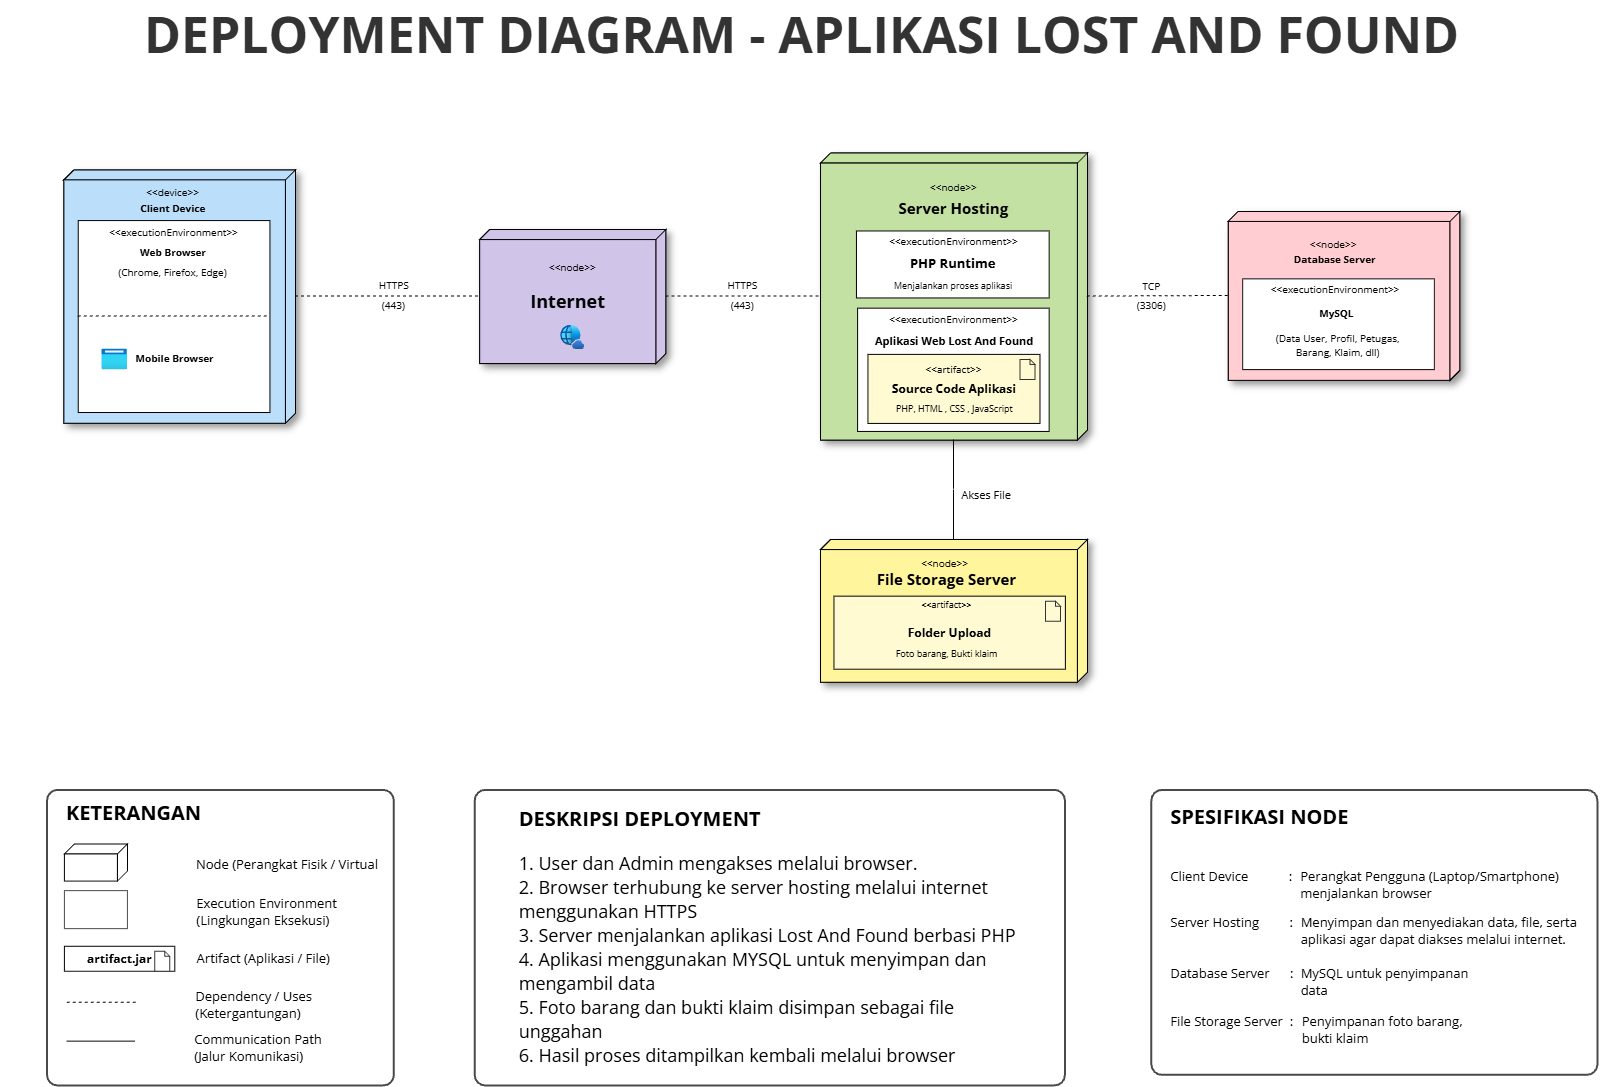 DEPLOYMENT DIAGRAM - APLIKASI LOST AND FOUND
<<device>>
Client Device
<<executionEnvironment>>
Web Browser
(Chrome, Firefox, Edge)
Mobile Browser
HTTPS
(443)
<<node>>
Internet
HTTPS
(443)
<<node>>
Server Hosting
<<executionEnvironment>>
PHP Runtime
Menjalankan proses aplikasi
<<executionEnvironment>>
Aplikasi Web Lost And Found
<<artifact>>
Source Code Aplikasi
PHP, HTML , CSS , JavaScript
TCP
(3306)
<<node>>
Database Server
<<executionEnvironment>>
MySQL
(Data User, Profil, Petugas,
Barang, Klaim, dll)
Akses File
<<node>>
File Storage Server
<<artifact>>
Folder Upload
Foto barang, Bukti klaim
KETERANGAN
Node (Perangkat Fisik / Virtual
Execution Environment
(Lingkungan Eksekusi)
artifact.jar
Artifact (Aplikasi / File)
Dependency / Uses
(Ketergantungan)
Communication Path
(Jalur Komunikasi)
DESKRIPSI DEPLOYMENT
1. User dan Admin mengakses melalui browser.
2. Browser terhubung ke server hosting melalui internet
menggunakan HTTPS
3. Server menjalankan aplikasi Lost And Found berbasi PHP
4. Aplikasi menggunakan MYSQL untuk menyimpan dan
mengambil data
5. Foto barang dan bukti klaim disimpan sebagai file
unggahan
6. Hasil proses ditampilkan kembali melalui browser
SPESIFIKASI NODE
Client Device : Perangkat Pengguna (Laptop/Smartphone)
menjalankan browser
Server Hosting : Menyimpan dan menyediakan data, file, serta
aplikasi agar dapat diakses melalui internet.
Database Server : MySQL untuk penyimpanan
data
File Storage Server : Penyimpanan foto barang,
bukti klaim